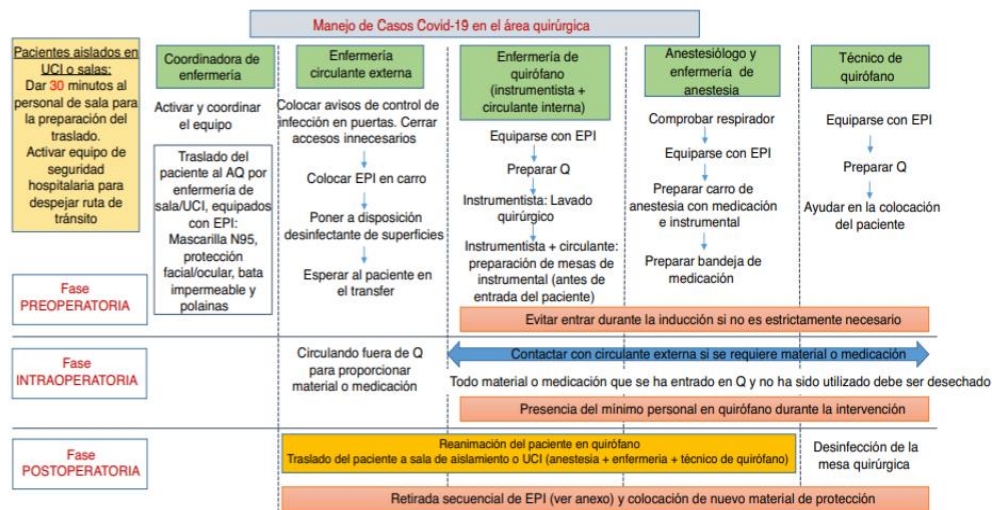 Manejo de Casos Covid-19 en el área quirúrgica
Pacientes aislados en
UCI o salas:
Dar 30 minutos al
personal de sala para
la preparación del
traslado.
Activar equipo de
seguridad
hospitalaria para
despejar ruta de
tránsito
Coordinadora de
enfermería
Activar y coordinar
el equipo
Traslado del
paciente al AQ por
enfermería de
sala/UCI, equipados
con EPI:
Mascarilla N95,
protección
facial/ocular, bata
impermeable y
polainas
Enfermería
circulante externa
Colocar avisos de control de
infección en puertas. Cerrar
accesos innecesarios
Colocar EPI en carro
Poner a disposición
desinfectante de superficies
Esperar al paciente en
el transfer
Enfermería de
quirófano
(instrumentista +
circulante interna)
Equiparse con EPI
Preparar Q
Instrumentista: Lavado
quirúrgico
Instrumentista + circulante:
preparación de mesas de
instrumental (antes de
entrada del paciente)
Anestesiólogo y
enfermería de
anestesia
Comprobar respirador
Equiparse con EPI
Preparar carro de
anestesia con medicación
e instrumental
Preparar bandeja de
medicación
Técnico de
quirófano
Equiparse con EPI
Preparar Q
Ayudar en la colocación
del paciente
Fase
PREOPERATORIA
Evitar entrar durante la inducción si no es estrictamente necesario
Fase
INTRAOPERATORIA
Circulando fuera de Q
para proporcionar
material o medicación
Contactar con circulante externa si se requiere material o medicación
Todo material o medicación que se ha entrado en Q y no ha sido utilizado debe ser desechado
Presencia del mínimo personal en quirófano durante la intervención
Fase
POSTOPERATORIA
Reanimación del paciente en quirófano
Traslado del paciente a sala de aislamiento o UCI (anestesia + enfermeria + técnico de quirófano)
Desinfección de la
mesa quirúrgica
Retirada secuencial de EPI (ver anexo) y colocación de nuevo material de protección